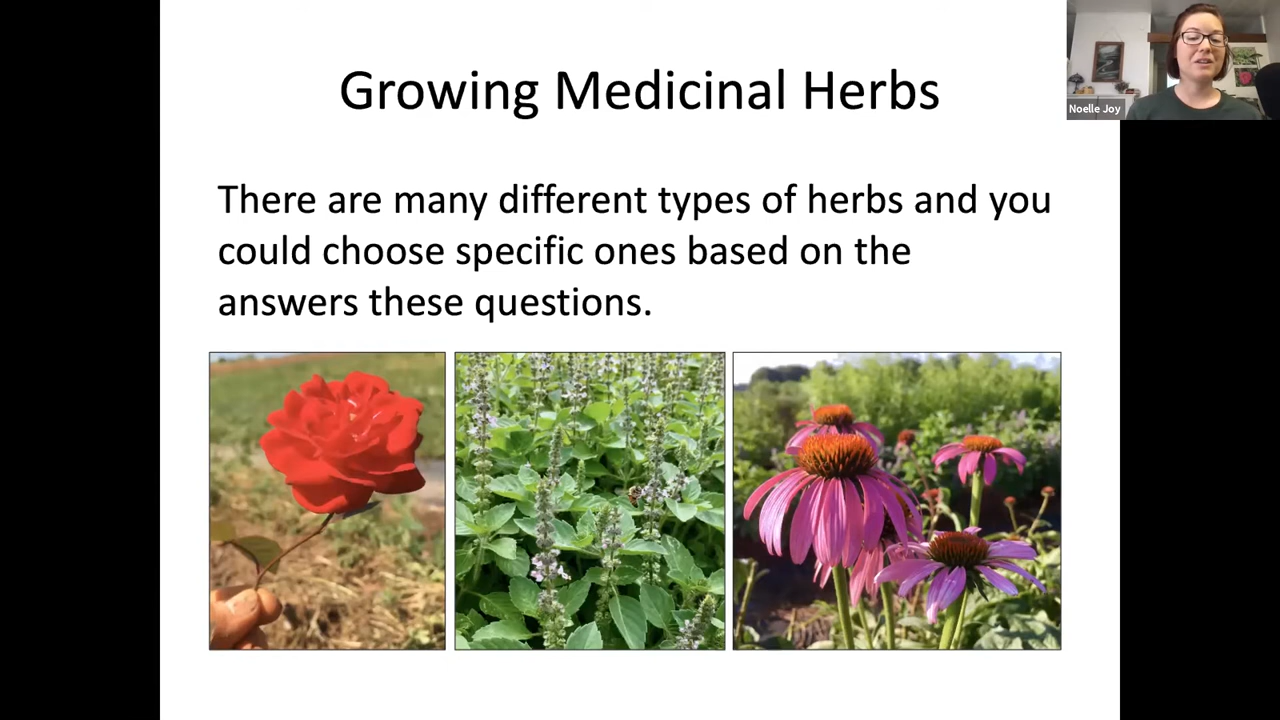 Growing Medicinal Herbs
Noelle Joy
There are many different types of herbs and you
could choose specific ones based on the
answers these questions.